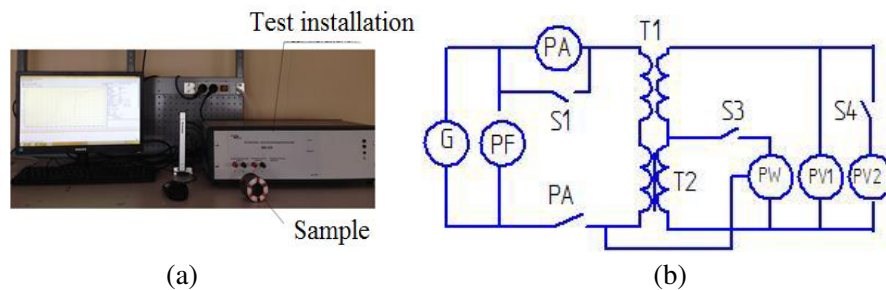 Test installation
Sample
(a)
PA
T1
S1
G
PF
S3
S4
PA
T2
PW
PV1
PV2
(b)